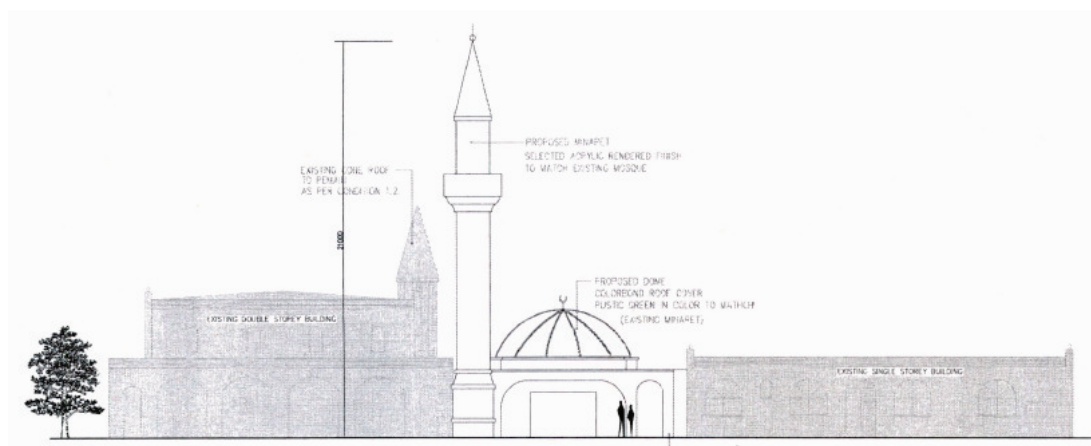 PROPOSED MINARET
SELECTED ACRYLIC RENDERED FINISH
TO MATCH EXISTING MOSQUE
EXISTING CONE ROOF
TO REMAIN
AS PER CONDITION 1.2
21000
PROPOSED DOME
COLORBOND ROOF COVER
RUSTIC GREEN IN COLOR TO MATHCH
(EXISTING MINARET)
EXISTING DOUBLE STOREY BUILDING
EXISTING SINGLE STOREY BUILDING